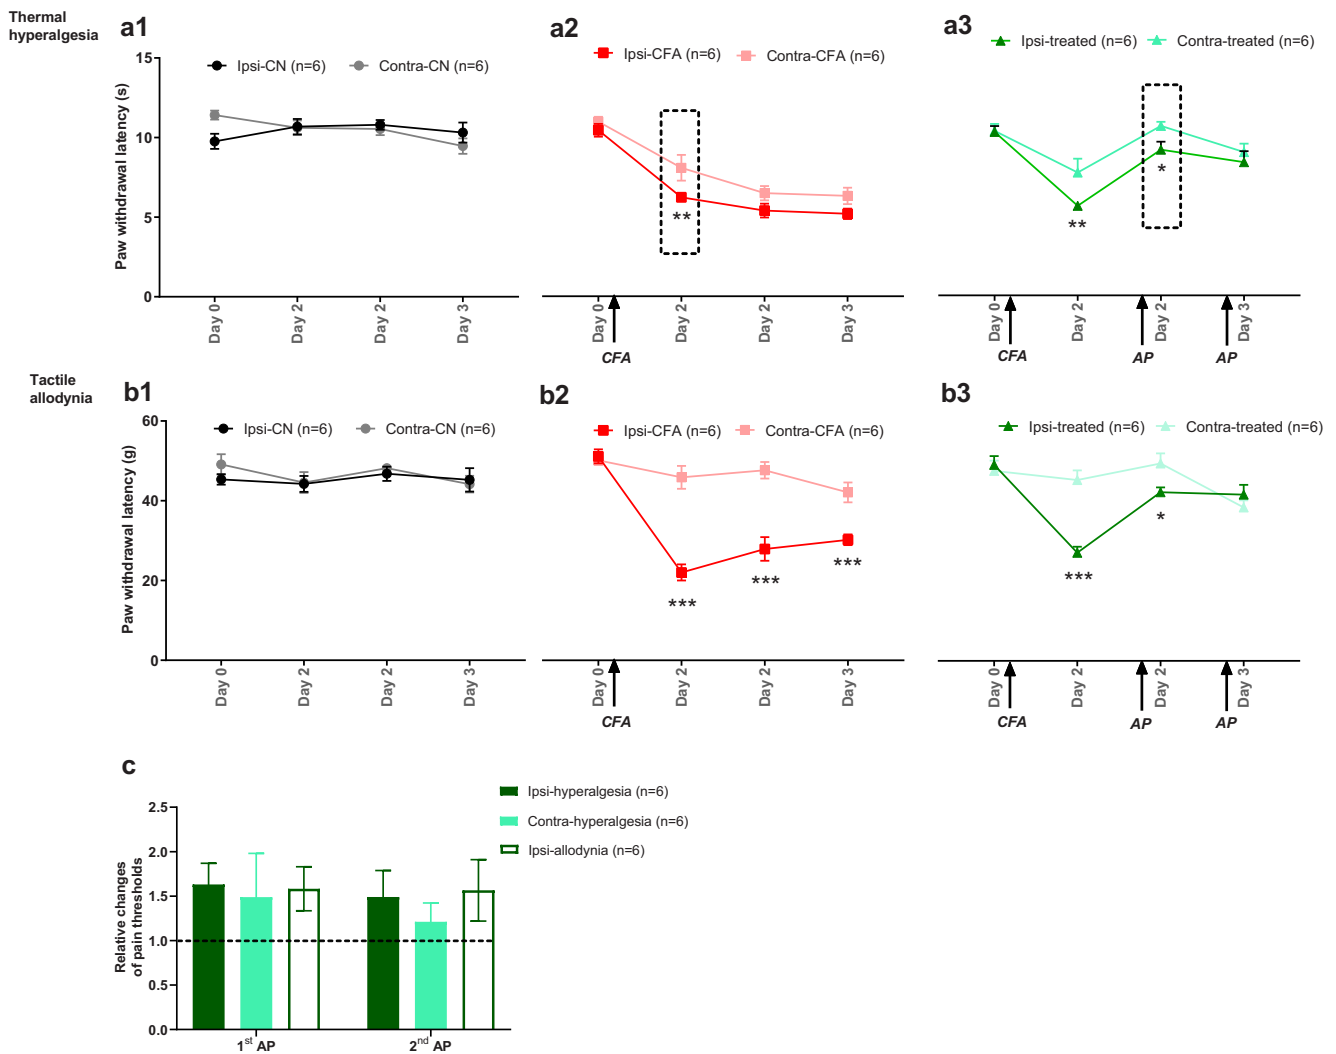 Thermal
hyperalgesia
a1
Ipsi-CN (n=6)
Contra-CN (n=6)
Paw withdrawal latency (s)
15
10
5
0
Day 0
Day 2
Day 2
Day 3
a2
Ipsi-CFA (n=6)
Contra-CFA (n=6)
**
Day 0
Day 2
Day 2
Day 3
CFA
a3
Ipsi-treated (n=6)
Contra-treated (n=6)
**
*
Day 0
Day 2
Day 2
Day 3
CFA
AP
AP
Tactile
allodynia
b1
Ipsi-CN (n=6)
Contra-CN (n=6)
Paw withdrawal latency (g)
60
40
20
0
Day 0
Day 2
Day 2
Day 3
b2
Ipsi-CFA (n=6)
Contra-CFA (n=6)
***
***
***
Day 0
Day 2
Day 2
Day 3
CFA
b3
Ipsi-treated (n=6)
Contra-treated (n=6)
***
*
Day 0
Day 2
Day 2
Day 3
CFA
AP
AP
c
Ipsi-hyperalgesia (n=6)
Contra-hyperalgesia (n=6)
Ipsi-allodynia (n=6)
Relative changes
of pain thresholds
2.5
2.0
1.5
1.0
0.5
0.0
1st AP
2nd AP